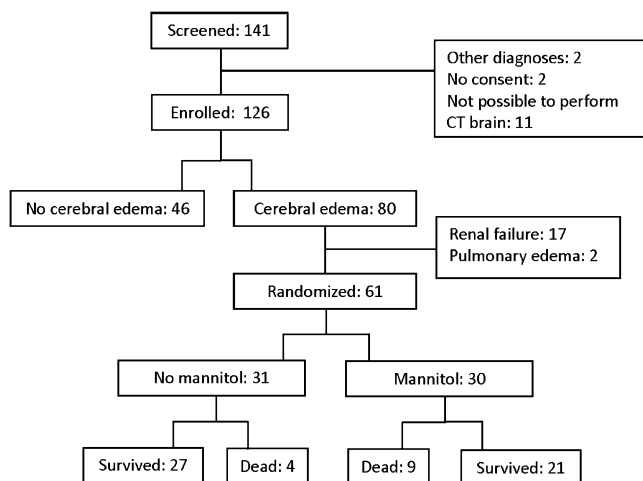 Screened: 141
Other diagnoses: 2
No consent: 2
Not possible to perform
CT brain: 11
Enrolled: 126
No cerebral edema: 46
Cerebral edema: 80
Renal failure: 17
Pulmonary edema: 2
Randomized: 61
No mannitol: 31
Mannitol: 30
Survived: 27
Dead: 4
Dead: 9
Survived: 21